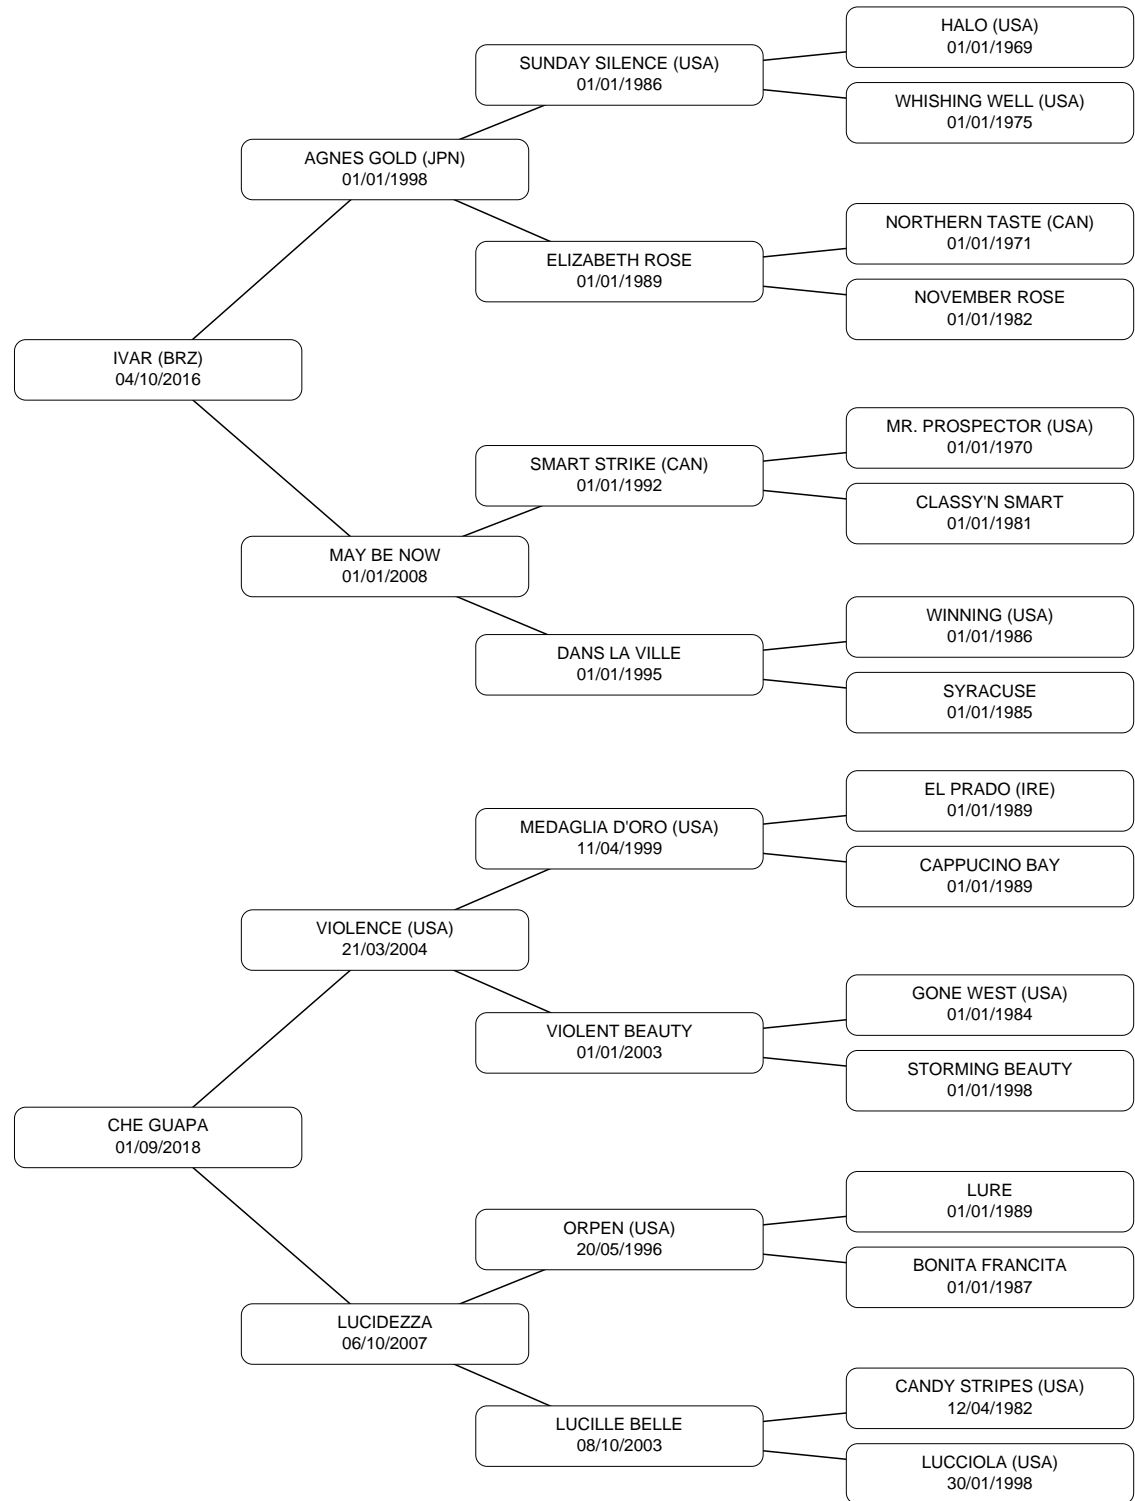 HALO (USA)
01/01/1969
SUNDAY SILENCE (USA)
01/01/1986
WHISHING WELL (USA)
01/01/1975
AGNES GOLD (JPN)
01/01/1998
NORTHERN TASTE (CAN)
01/01/1971
ELIZABETH ROSE
01/01/1989
NOVEMBER ROSE
01/01/1982
IVAR (BRZ)
04/10/2016
MR. PROSPECTOR (USA)
01/01/1970
SMART STRIKE (CAN)
01/01/1992
CLASSY'N SMART
01/01/1981
MAY BE NOW
01/01/2008
WINNING (USA)
01/01/1986
DANS LA VILLE
01/01/1995
SYRACUSE
01/01/1985
EL PRADO (IRE)
01/01/1989
MEDAGLIA D'ORO (USA)
11/04/1999
CAPPUCINO BAY
01/01/1989
VIOLENCE (USA)
21/03/2004
GONE WEST (USA)
01/01/1984
VIOLENT BEAUTY
01/01/2003
STORMING BEAUTY
01/01/1998
CHE GUAPA
01/09/2018
LURE
01/01/1989
ORPEN (USA)
20/05/1996
BONITA FRANCITA
01/01/1987
LUCIDEZZA
06/10/2007
CANDY STRIPES (USA)
12/04/1982
LUCILLE BELLE
08/10/2003
LUCCIOLA (USA)
30/01/1998